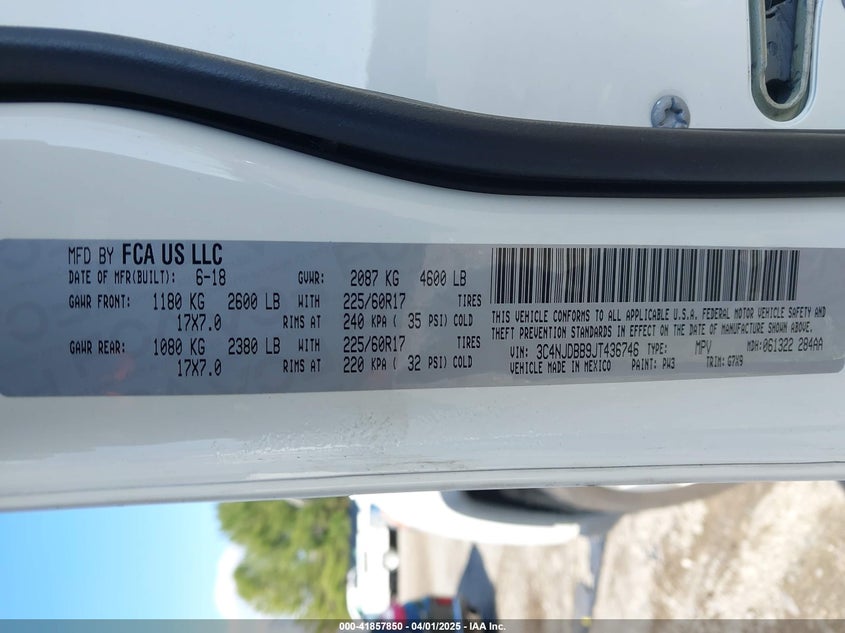 MFD BY FCA US LLC
DATE OF MFR(BUILT): 6-18 GVWR: 2087 KG 4600 LB
GAWR FRONT: 1180 KG 2600 LB WITH 225/60R17 TIRES
17X7.0 RIMS AT 240 KPA ( 35 PSI) COLD
GAWR REAR: 1080 KG 2380 LB WITH 225/60R17 TIRES
17X7.0 RIMS AT 220 KPA ( 32 PSI) COLD
THIS VEHICLE CONFORMS TO ALL APPLICABLE U.S.A. FEDERAL MOTOR VEHICLE SAFETY AND
THEFT PREVENTION STANDARDS IN EFFECT ON THE DATE OF MANUFACTURE SHOWN ABOVE.
VIN: 3C4NJDBB9JT436746 TYPE: MPV MDH:061322 284AA
VEHICLE MADE IN MEXICO PAINT: PW3 TRIM: G7X9
000-41857850 - 04/01/2025 - IAAI.COM